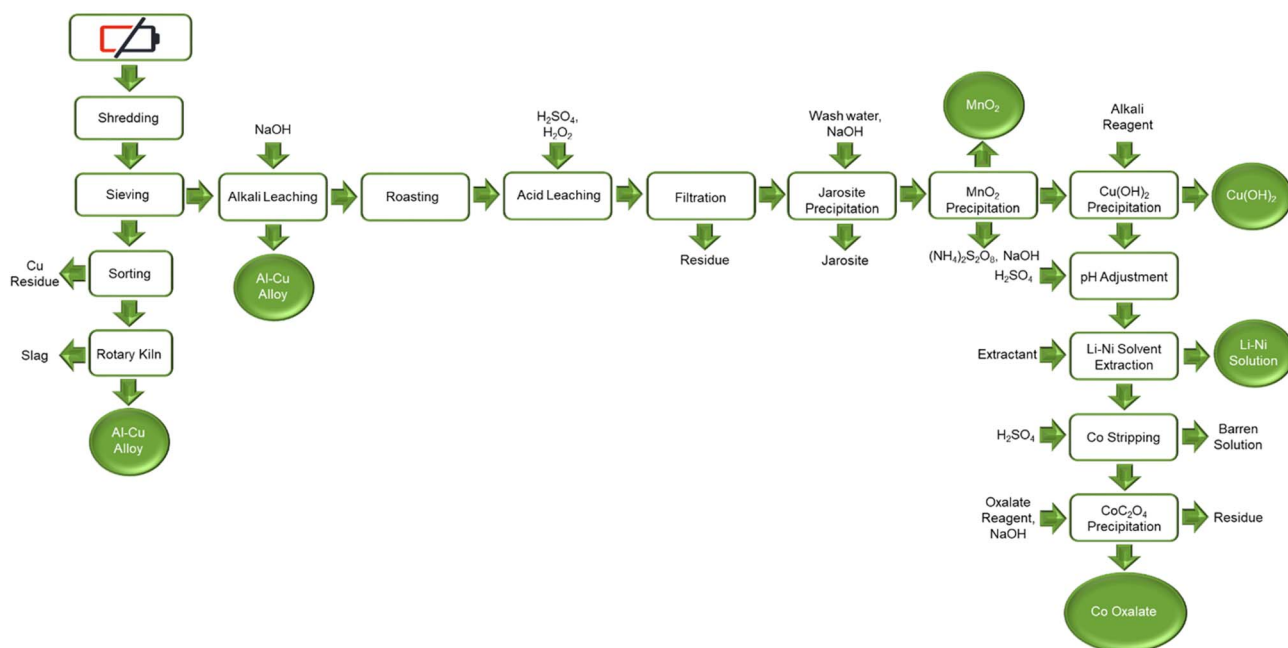 Shredding
Sieving
Sorting
Cu
Residue
Rotary Kiln
Slag
Al-Cu
Alloy
NaOH
Alkali Leaching
Al-Cu
Alloy
Roasting
H₂SO₄,
H₂O₂
Acid Leaching
Filtration
Residue
Wash water,
NaOH
Jarosite
Precipitation
Jarosite
MnO₂
MnO₂
Precipitation
(NH₄)₂S₂O₈, NaOH
Alkali
Reagent
Cu(OH)₂
Precipitation
Cu(OH)₂
H₂SO₄
pH Adjustment
Extractant
Li-Ni Solvent
Extraction
Li-Ni
Solution
H₂SO₄
Co Stripping
Barren
Solution
Oxalate
Reagent,
NaOH
CoC₂O₄
Precipitation
Residue
Co Oxalate